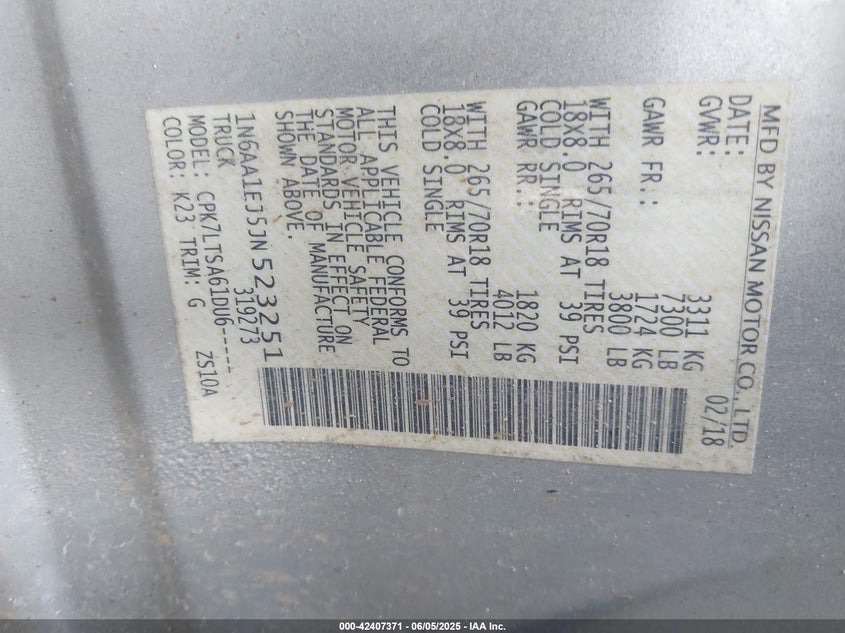 MFD BY NISSAN MOTOR CO., LTD.
DATE: 02/18
GVWR: 3311 KG
7300 LB
GAWR FR:: 1724 KG
3800 LB
WITH 265/70R18 TIRES
18X8.0 RIMS AT 39 PSI
COLD SINGLE
GAWR RR:: 1820 KG
4012 LB
WITH 265/70R18 TIRES
18X8.0 RIMS AT 39 PSI
COLD SINGLE
THIS VEHICLE CONFORMS TO
ALL APPLICABLE FEDERAL
MOTOR VEHICLE SAFETY
STANDARDS IN EFFECT ON
THE DATE OF MANUFACTURE
SHOWN ABOVE.
1N6AA1EJ5JN523251
TRUCK 319273
MODEL: CPK7LTSA61DU6-----
COLOR: K23 TRIM: G ZS10A
000-42407371 | 06/05/2025 - IAA Inc.